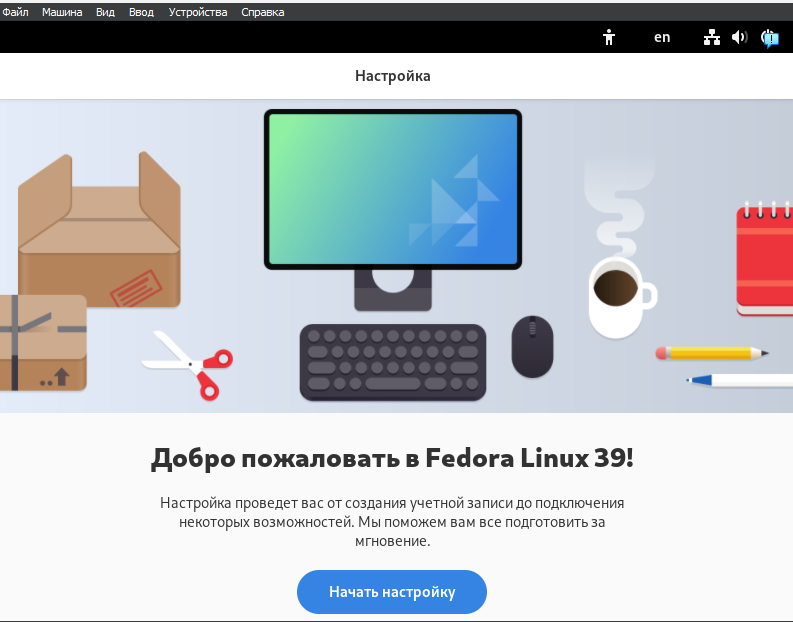 Файл Машина Вид Ввод Устройства Справка
en
Настройка
Добро пожаловать в Fedora Linux 39!
Настройка проведет вас от создания учетной записи до подключения
некоторых возможностей. Мы поможем вам все подготовить за
мгновение.
Начать настройку